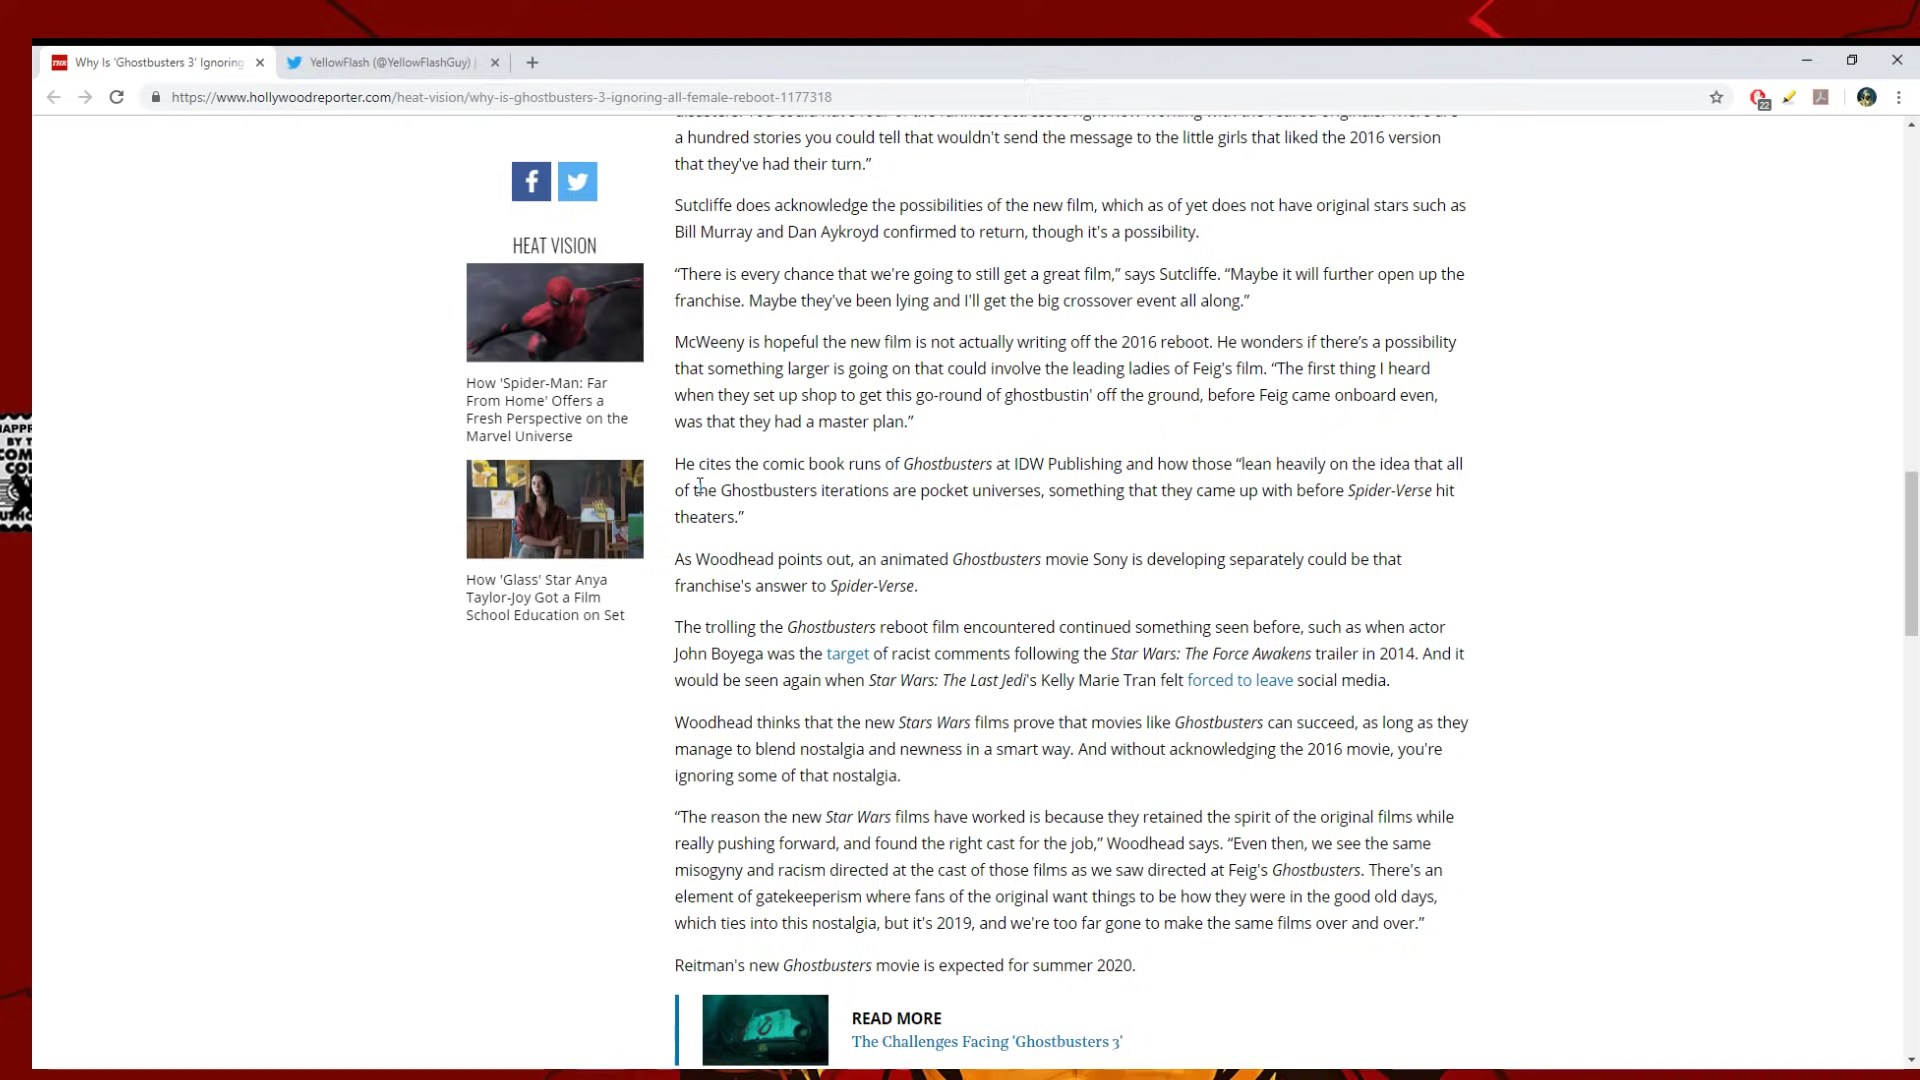 THR
Why Is 'Ghostbusters 3' Ignoring
YellowFlash (@YellowFlashGuy) |
https://www.hollywoodreporter.com/heat-vision/why-is-ghostbusters-3-ignoring-all-female-reboot-1177318
22
a hundred stories you could tell that wouldn't send the message to the little girls that liked the 2016 version
that they've had their turn.”
Sutcliffe does acknowledge the possibilities of the new film, which as of yet does not have original stars such as
Bill Murray and Dan Aykroyd confirmed to return, though it's a possibility.
HEAT VISION
“There is every chance that we're going to still get a great film,” says Sutcliffe. “Maybe it will further open up the
franchise. Maybe they've been lying and I'll get the big crossover event all along.”
McWeeny is hopeful the new film is not actually writing off the 2016 reboot. He wonders if there’s a possibility
that something larger is going on that could involve the leading ladies of Feig's film. “The first thing I heard
when they set up shop to get this go-round of ghostbustin' off the ground, before Feig came onboard even,
was that they had a master plan.”
How 'Spider-Man: Far
From Home' Offers a
Fresh Perspective on the
Marvel Universe
He cites the comic book runs of Ghostbusters at IDW Publishing and how those “lean heavily on the idea that all
of the Ghostbusters iterations are pocket universes, something that they came up with before Spider-Verse hit
theaters.”
As Woodhead points out, an animated Ghostbusters movie Sony is developing separately could be that
franchise's answer to Spider-Verse.
How 'Glass' Star Anya
Taylor-Joy Got a Film
School Education on Set
The trolling the Ghostbusters reboot film encountered continued something seen before, such as when actor
John Boyega was the target of racist comments following the Star Wars: The Force Awakens trailer in 2014. And it
would be seen again when Star Wars: The Last Jedi's Kelly Marie Tran felt forced to leave social media.
Woodhead thinks that the new Stars Wars films prove that movies like Ghostbusters can succeed, as long as they
manage to blend nostalgia and newness in a smart way. And without acknowledging the 2016 movie, you're
ignoring some of that nostalgia.
“The reason the new Star Wars films have worked is because they retained the spirit of the original films while
really pushing forward, and found the right cast for the job,” Woodhead says. “Even then, we see the same
misogyny and racism directed at the cast of those films as we saw directed at Feig's Ghostbusters. There's an
element of gatekeeperism where fans of the original want things to be how they were in the good old days,
which ties into this nostalgia, but it's 2019, and we're too far gone to make the same films over and over.”
Reitman's new Ghostbusters movie is expected for summer 2020.
READ MORE
The Challenges Facing 'Ghostbusters 3'